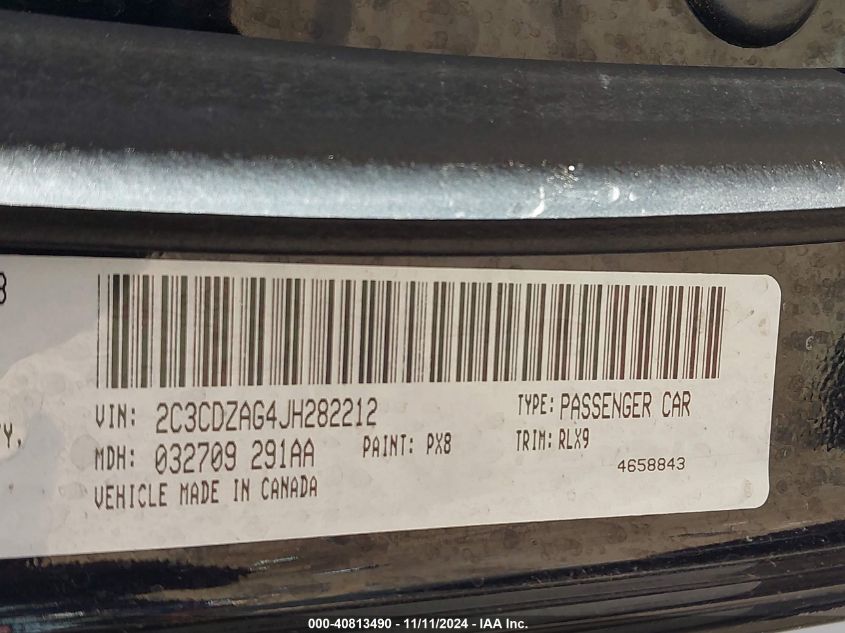 8
Y,
VIN: 2C3CDZAG4JH282212 TYPE: PASSENGER CAR
MDH: 032709 291AA PAINT: PX8 TRIM: RLX9
4658843
VEHICLE MADE IN CANADA
000-40813490 - 11/11/2024 - IAA Inc.